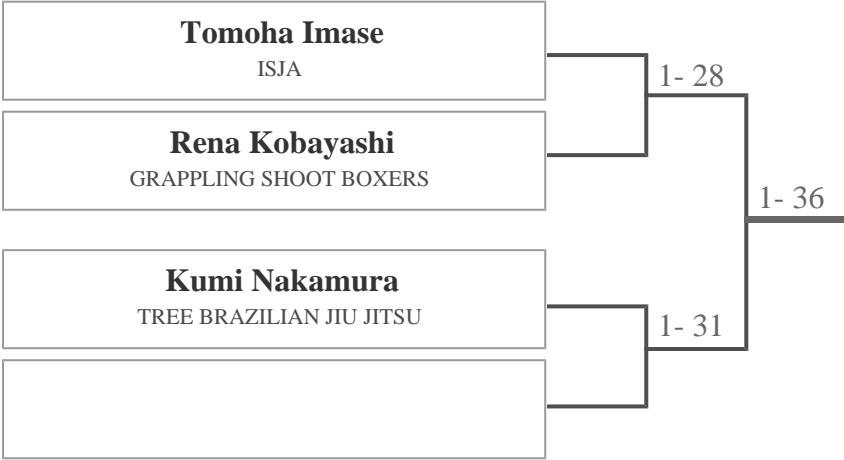 Tomoha Imase
ISJA
1- 28
Rena Kobayashi
GRAPPLING SHOOT BOXERS
1- 36
Kumi Nakamura
TREE BRAZILIAN JIU JITSU
1- 31